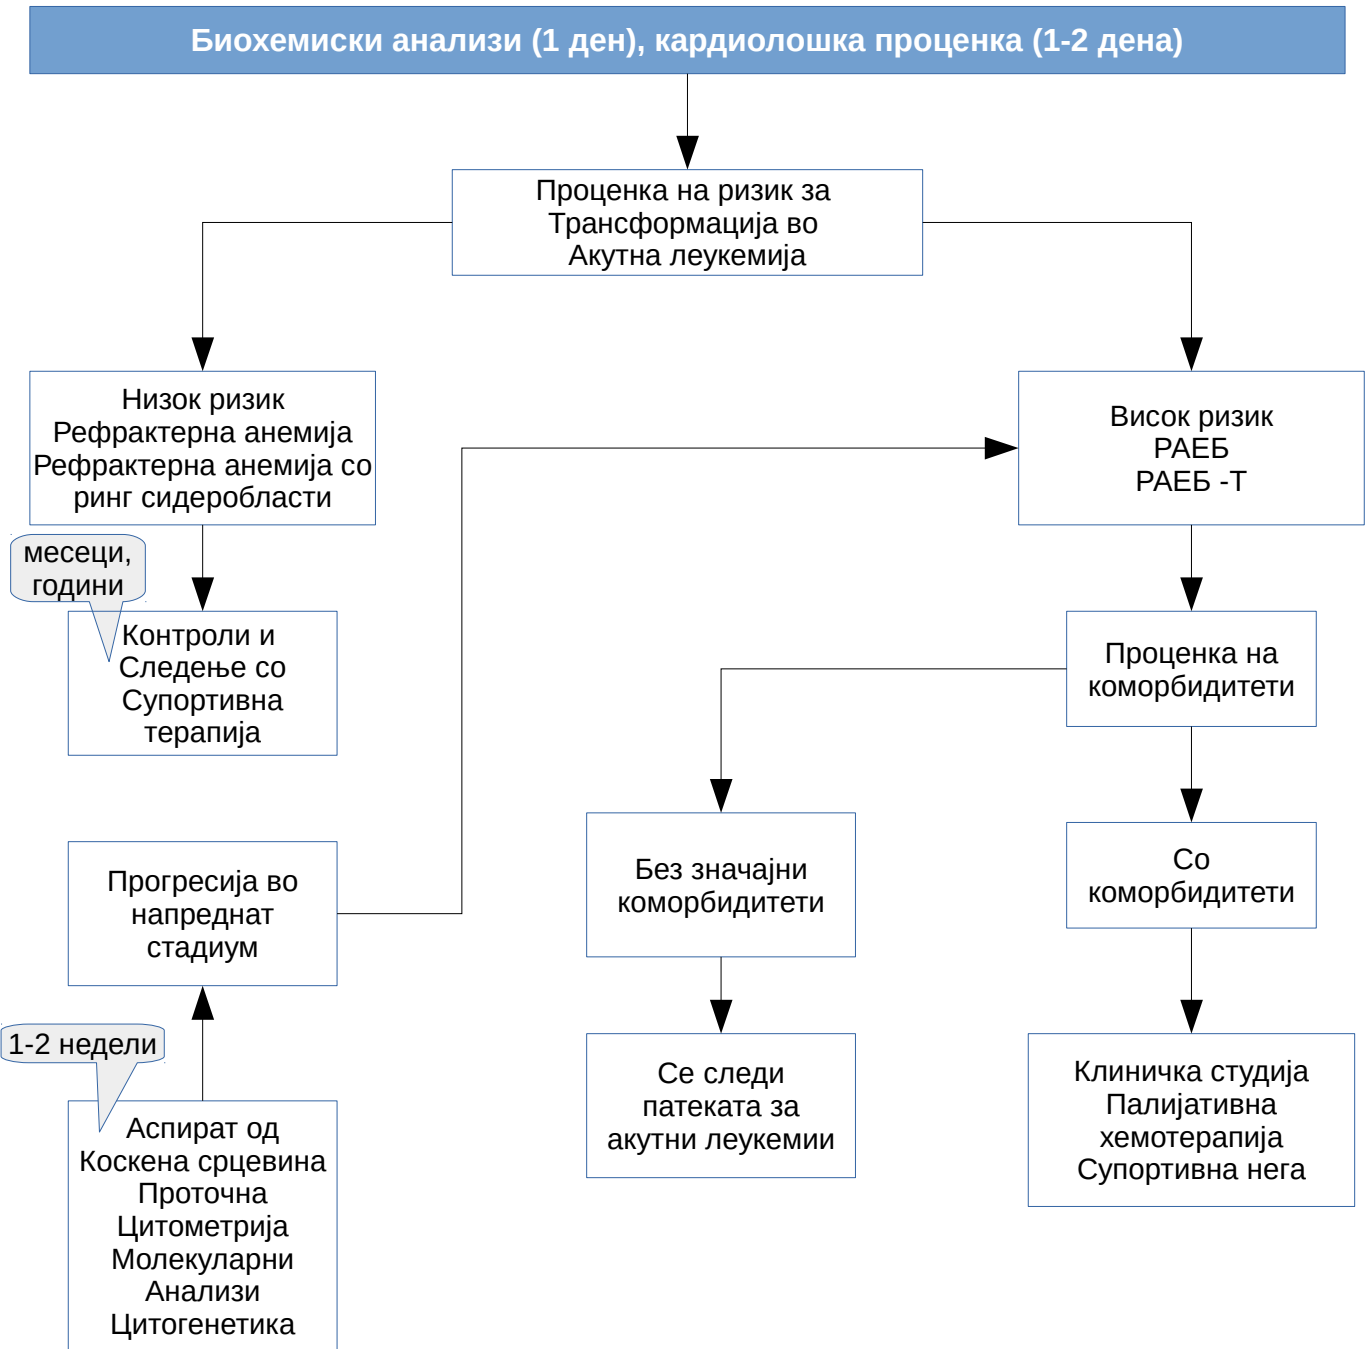 Биохемиски анализи (1 ден), кардиолошка проценка (1-2 дена)
Проценка на ризик за
Трансформација во
Акутна леукемија
Низок ризик
Рефрактерна анемија
Рефрактерна анемија со
ринг сидеробласти
Висок ризик
РАЕБ
РАЕБ -Т
месеци,
години
Контроли и
Следење со
Супортивна
терапија
Проценка на
коморбидитети
Прогресија во
напреднат
стадиум
Без значајни
коморбидитети
Со
коморбидитети
1-2 недели
Аспират од
Коскена срцевина
Проточна
Цитометрија
Молекуларни
Анализи
Цитогенетика
Се следи
патеката за
акутни леукемии
Клиничка студија
Палијативна
хемотерапија
Супортивна нега